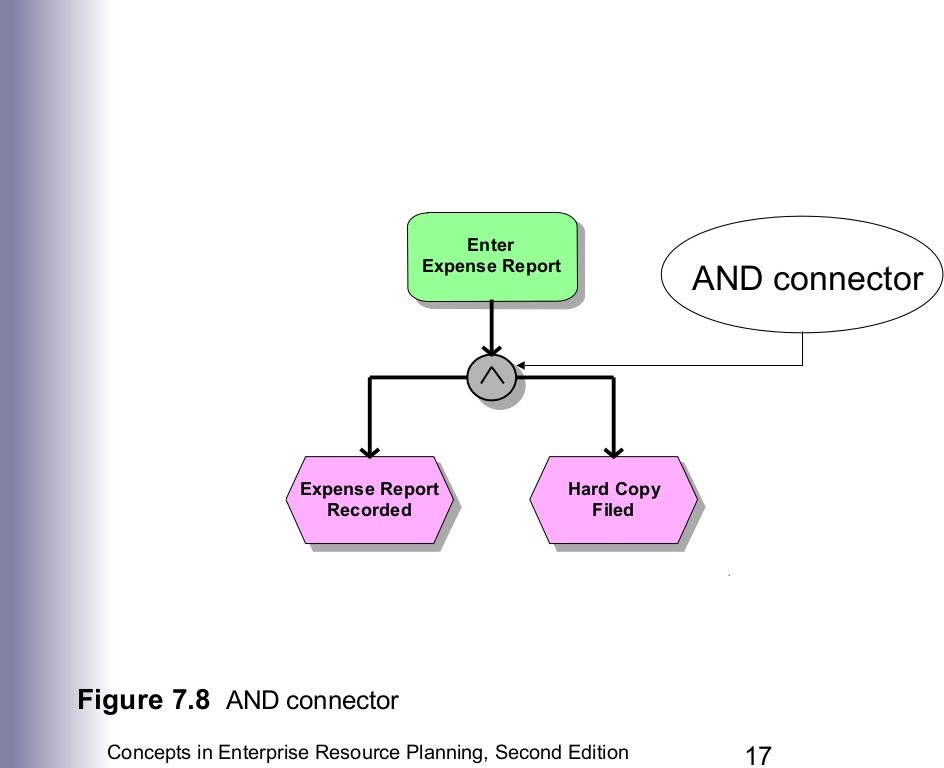 Enter
Expense Report
AND connector
Expense Report
Recorded
Hard Copy
Filed
Figure 7.8 AND connector
Concepts in Enterprise Resource Planning, Second Edition
17